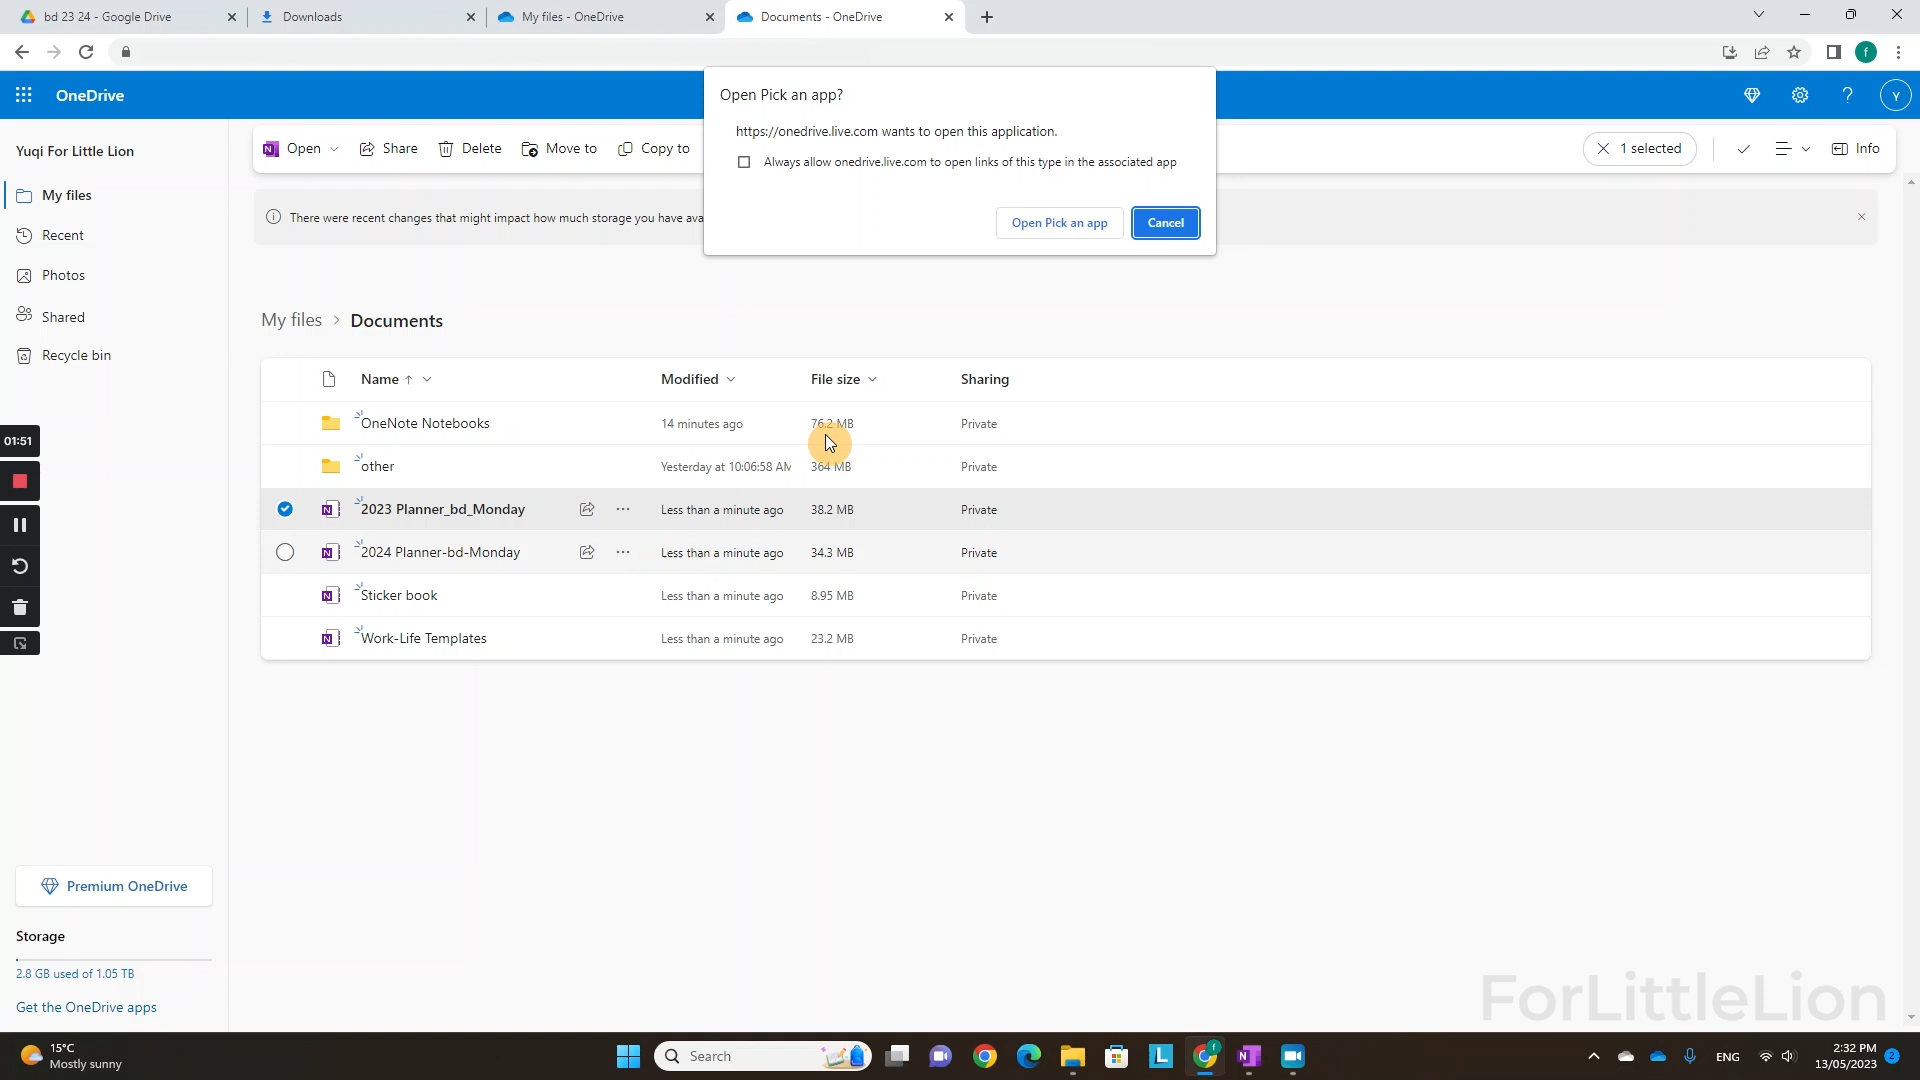 bd 23 24 - Google Drive
Downloads
My files - OneDrive
Documents - OneDrive
f
OneDrive
Y
Open Pick an app?
https://onedrive.live.com wants to open this application.
Always allow onedrive.live.com to open links of this type in the associated app
Open Pick an app
Cancel
Yuqi For Little Lion
Open
Share
Delete
Move to
Copy to
1 selected
Info
There were recent changes that might impact how much storage you have ava
My files
Recent
Photos
Shared
Recycle bin
My files > Documents
Name
Modified
File size
Sharing
OneNote Notebooks
14 minutes ago
76.2 MB
Private
other
Yesterday at 10:06:58 AM
364 MB
Private
2023 Planner_bd_Monday
Less than a minute ago
38.2 MB
Private
2024 Planner-bd-Monday
Less than a minute ago
34.3 MB
Private
Sticker book
Less than a minute ago
8.95 MB
Private
Work-Life Templates
Less than a minute ago
23.2 MB
Private
01:51
Premium OneDrive
Storage
2.8 GB used of 1.05 TB
Get the OneDrive apps
ForLittleLion
15°C
Mostly sunny
Search
ENG
2:32 PM
13/05/2023
2